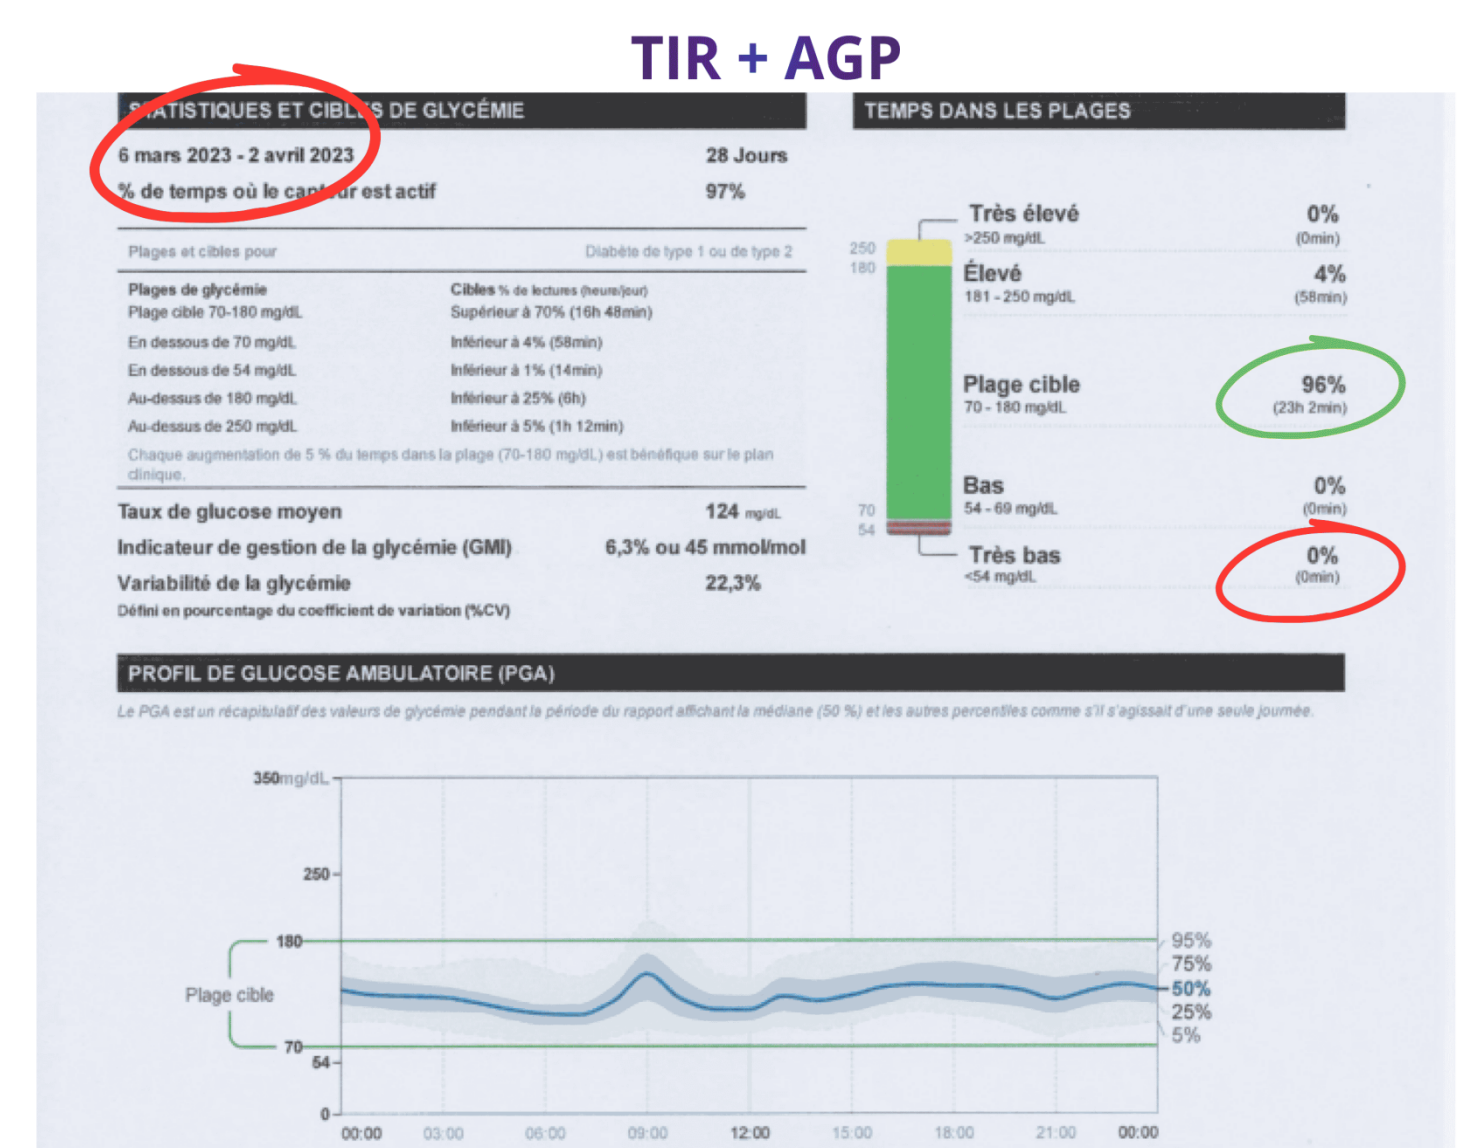 TIR + AGP
STATISTIQUES ET CIBLES DE GLYCÉMIE
6 mars 2023 - 2 avril 2023 28 Jours
% de temps où le capteur est actif 97%
Plages et cibles pour Diabète de type 1 ou de type 2
Plages de glycémie Cibles % de lectures (heure/jour)
Plage cible 70-180 mg/dL Supérieur à 70% (16h 48min)
En dessous de 70 mg/dL Inférieur à 4% (58min)
En dessous de 54 mg/dL Inférieur à 1% (14min)
Au-dessus de 180 mg/dL Inférieur à 25% (6h)
Au-dessus de 250 mg/dL Inférieur à 5% (1h 12min)
Chaque augmentation de 5 % du temps dans la plage (70-180 mg/dL) est bénéfique sur le plan
clinique.
Taux de glucose moyen 124 mg/dL
Indicateur de gestion de la glycémie (GMI) 6,3% ou 45 mmol/mol
Variabilité de la glycémie 22,3%
Défini en pourcentage du coefficient de variation (%CV)
TEMPS DANS LES PLAGES
250
180
70
54
Très élevé 0%
>250 mg/dL (0min)
Élevé 4%
181 - 250 mg/dL (58min)
Plage cible 96%
70 - 180 mg/dL (23h 2min)
Bas 0%
54 - 69 mg/dL (0min)
Très bas 0%
<54 mg/dL (0min)
PROFIL DE GLUCOSE AMBULATOIRE (PGA)
Le PGA est un récapitulatif des valeurs de glycémie pendant la période du rapport affichant la médiane (50 %) et les autres percentiles comme s'il s'agissait d'une seule journée.
350mg/dL
250
180
Plage cible
70
54
0
95%
75%
50%
25%
5%
00:00 03:00 06:00 09:00 12:00 15:00 18:00 21:00 00:00